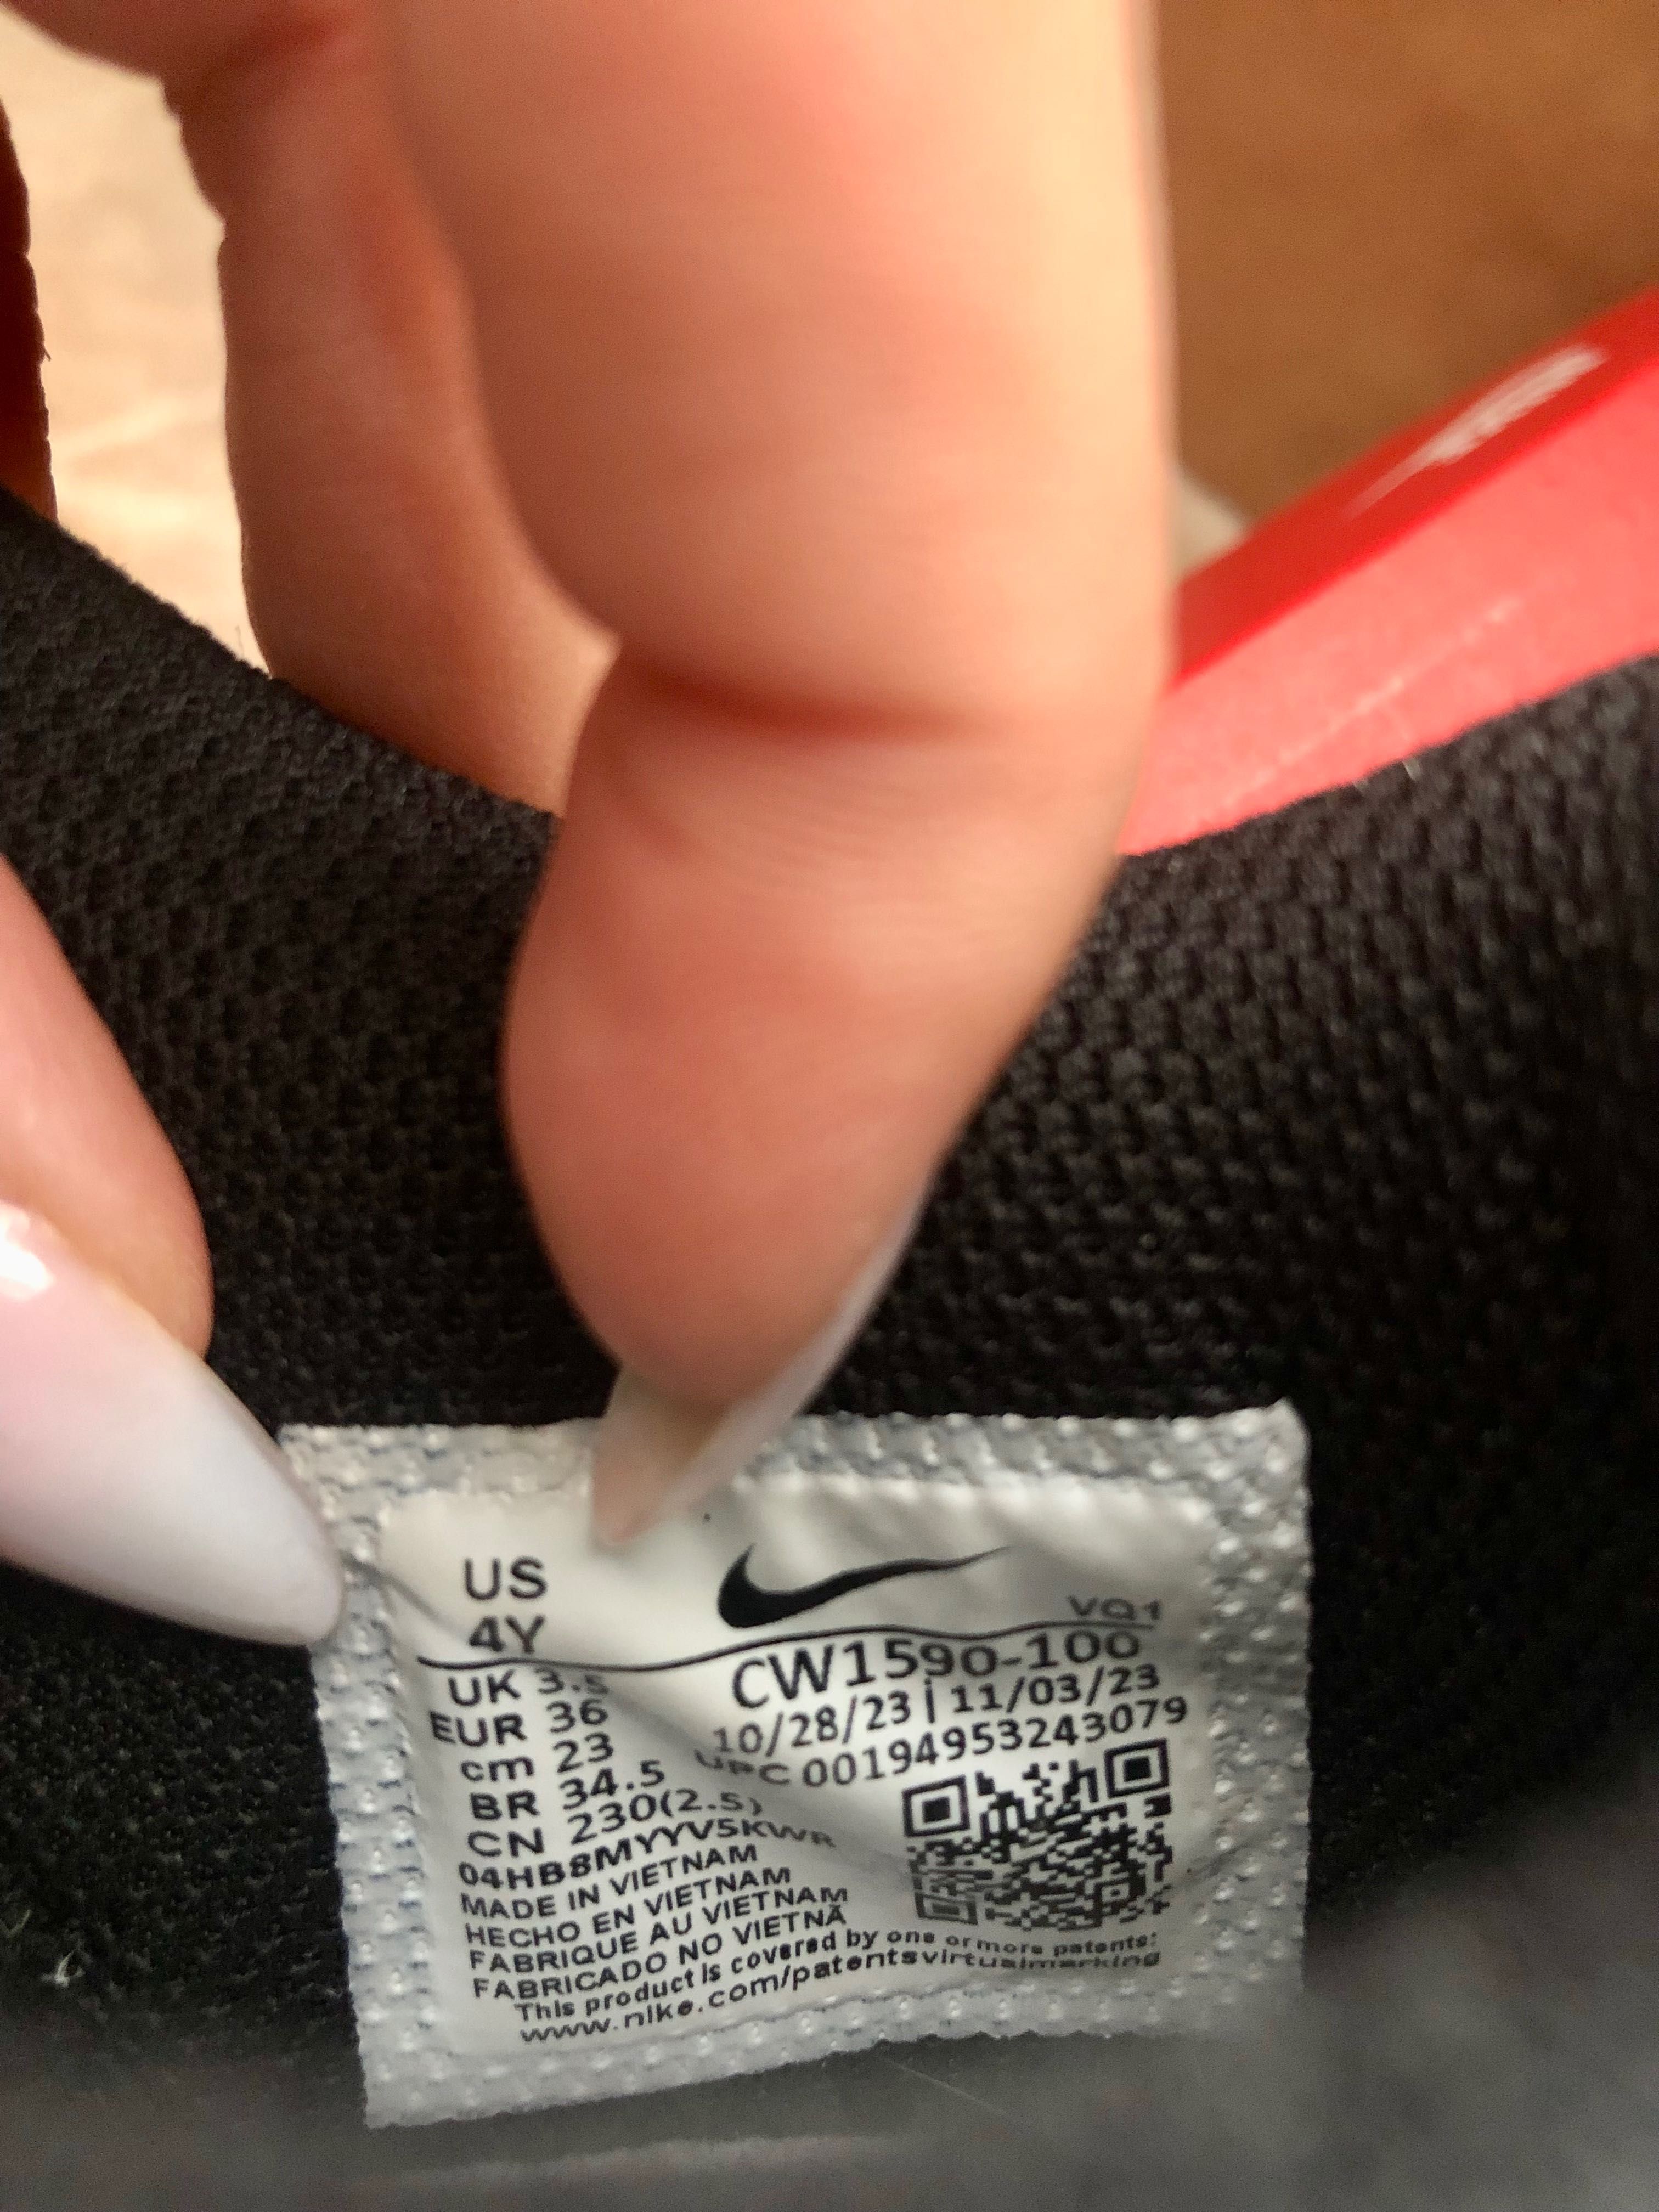 US
4Y
VQ1
UK 3.5
EUR 36
cm 23
BR 34.5
CN 230(2.5)
CW1590-100
10/28/23 | 11/03/23
UPC 00194953243079
04HB8MYYV5KWR
MADE IN VIETNAM
HECHO EN VIETNAM
FABRIQUE AU VIETNAM
FABRICADO NO VIETNÃ
This product is covered by one or more patents:
www.nike.com/patentsvirtualmarking